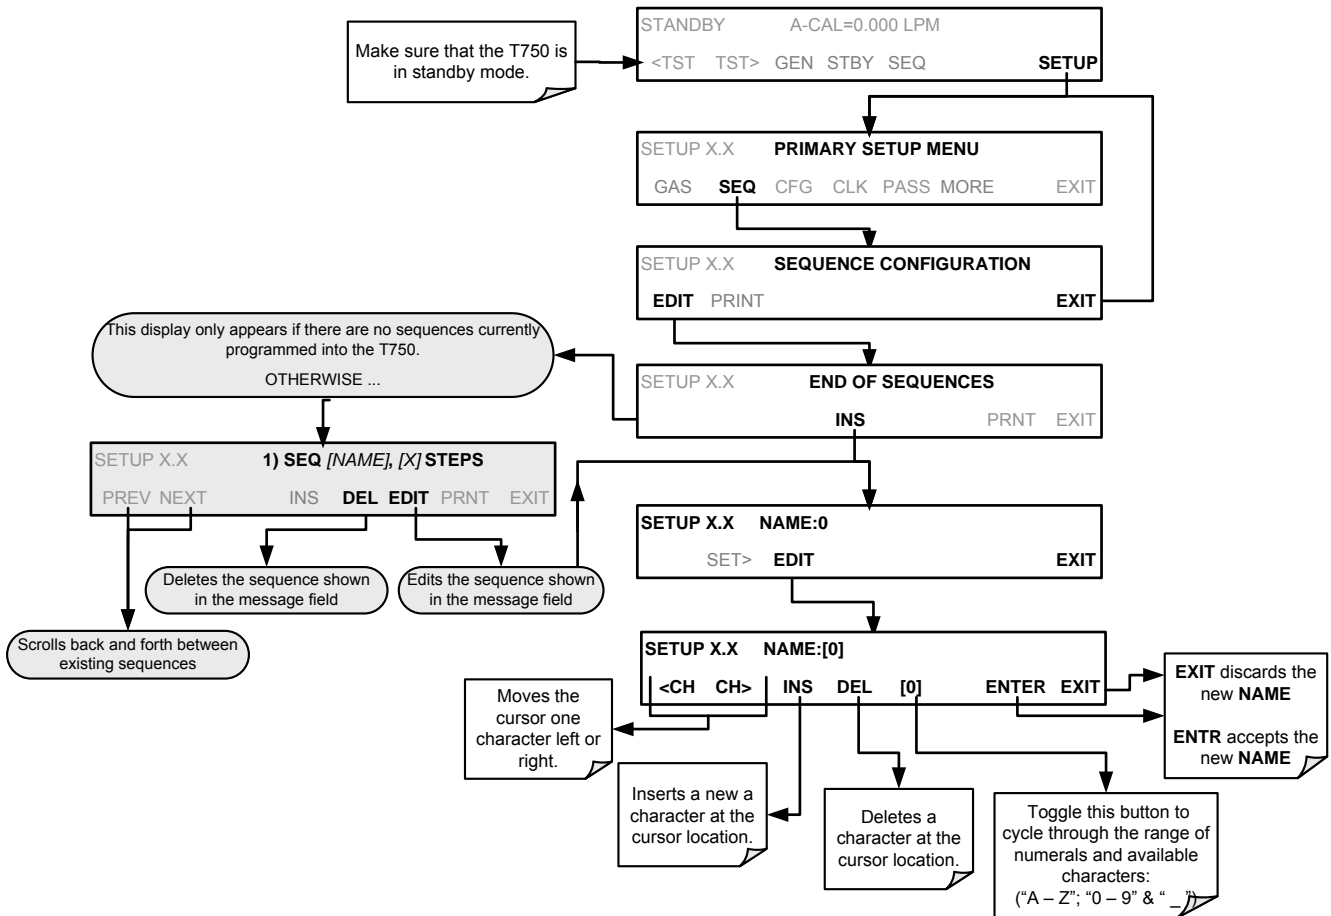 Make sure that the T750 is
in standby mode.
STANDBY A-CAL=0.000 LPM
<TST TST> GEN STBY SEQ SETUP
SETUP X.X PRIMARY SETUP MENU
GAS SEQ CFG CLK PASS MORE EXIT
SETUP X.X SEQUENCE CONFIGURATION
EDIT PRINT EXIT
This display only appears if there are no sequences currently
programmed into the T750.
OTHERWISE ...
SETUP X.X END OF SEQUENCES
INS PRNT EXIT
SETUP X.X 1) SEQ [NAME], [X] STEPS
PREV NEXT INS DEL EDIT PRNT EXIT
Deletes the sequence shown
in the message field
Edits the sequence shown
in the message field
Scrolls back and forth between
existing sequences
SETUP X.X NAME:0
SET> EDIT EXIT
SETUP X.X NAME:[0]
<CH CH> INS DEL [0] ENTER EXIT
Moves the
cursor one
character left or
right.
Inserts a new a
character at the
cursor location.
Deletes a
character at the
cursor location.
Toggle this button to
cycle through the range of
numerals and available
characters:
(“A – Z”; “0 – 9” & “ _ ”)
EXIT discards the
new NAME
ENTR accepts the
new NAME